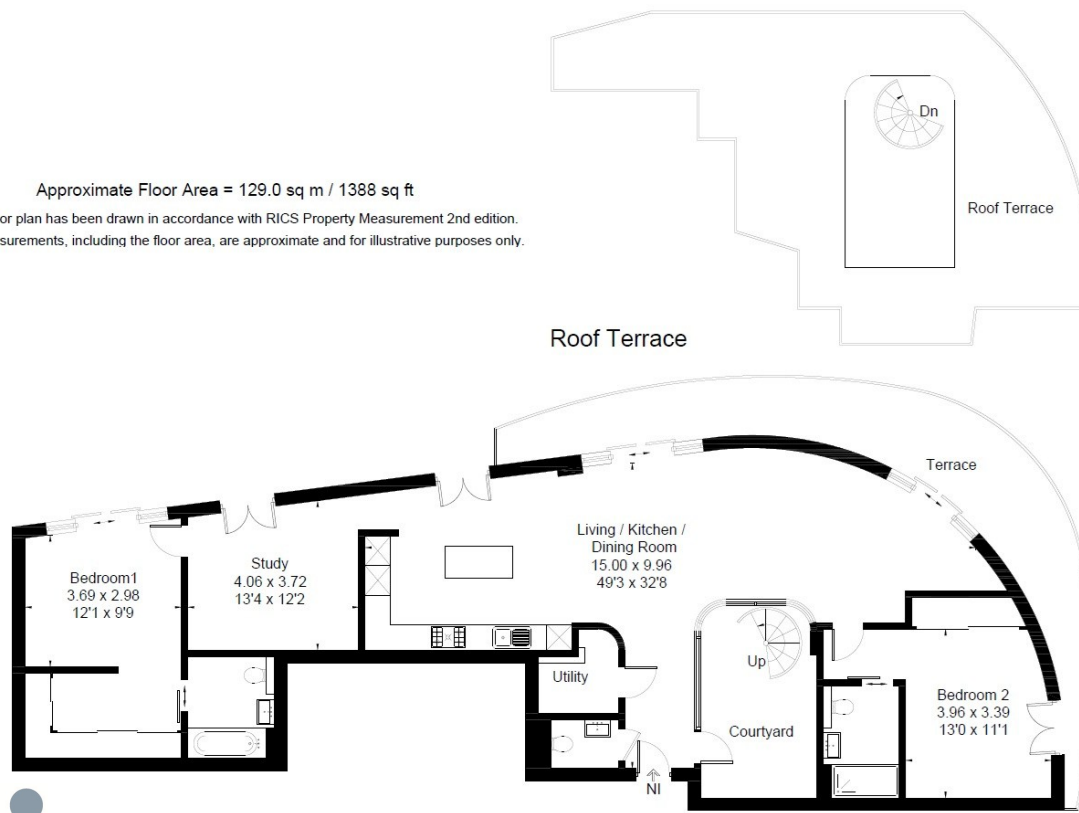 Dn
Roof Terrace
Approximate Floor Area = 129.0 sq m / 1388 sq ft
plan has been drawn in accordance with RICS Property Measurement 2nd edition.
including the floor area, are approximate and for illustrative purposes only.
Roof Terrace
Terrace
Living / Kitchen /
Dining Room
15.00 x 9.96
49'3 x 32'8
Study
4.06 x 3.72
13'4 x 12'2
Bedroom1
3.69 x 2.98
12'1 x 9'9
Utility
Up
Courtyard
Bedroom 2
3.96 x 3.39
13'0 x 11'1
NI